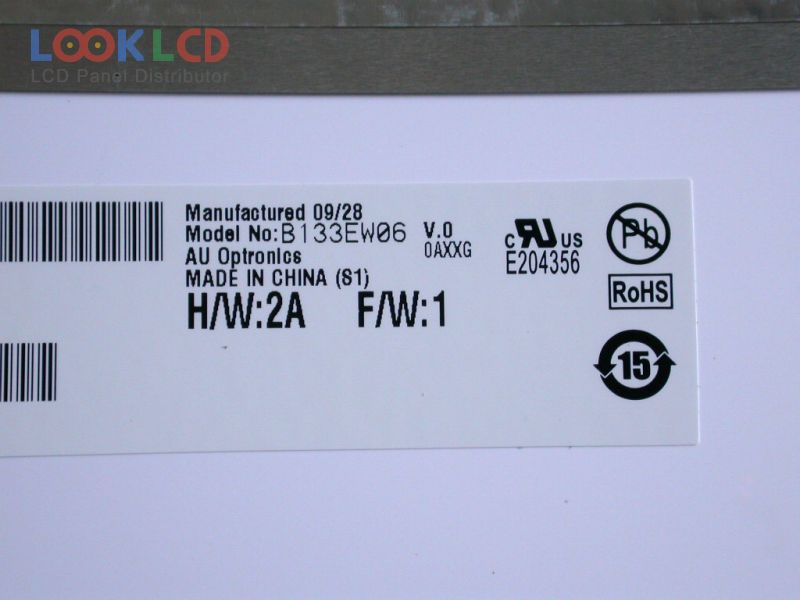 LOOKLCD
LCD Panel Distributor
Manufactured 09/28
Model No:B133EW06 V.0
0AXXG
AU Optronics
MADE IN CHINA (S1)
H/W:2A F/W:1
c RU US
E204356
Pb
RoHS
15